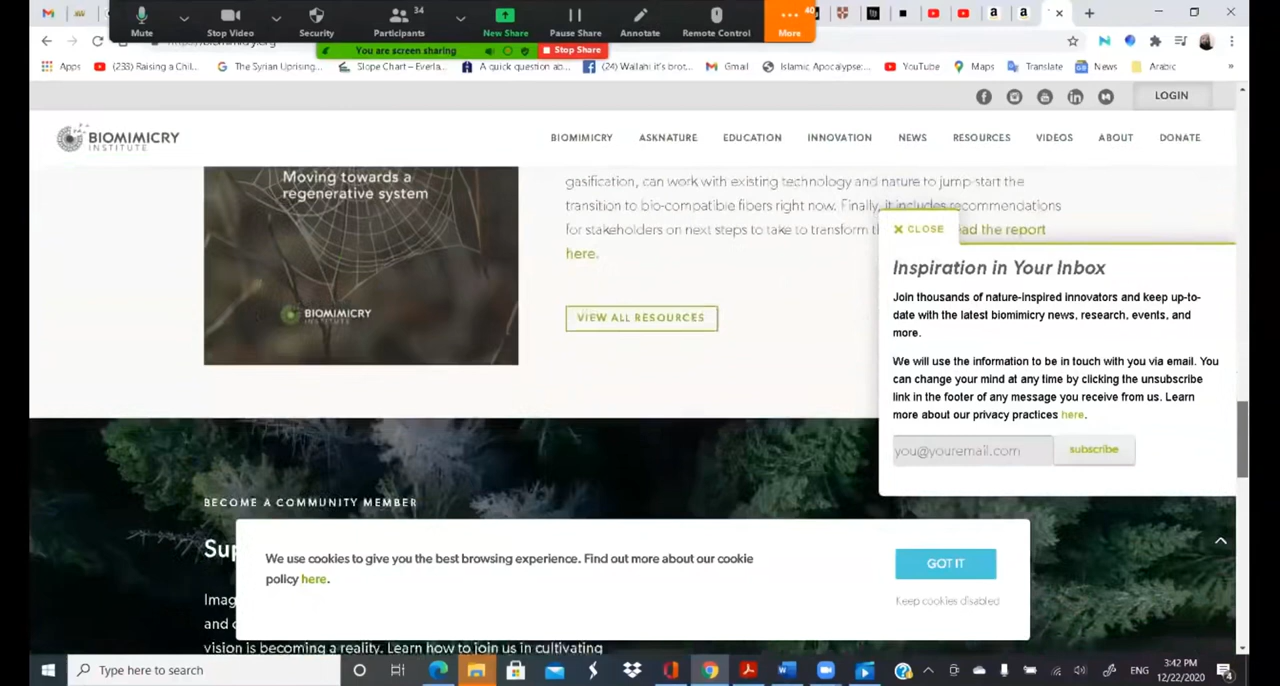 34
40
Mute
Stop Video
Security
Participants
New Share
Pause Share
Annotate
Remote Control
More
You are screen sharing
Stop Share
Apps
(233) Raising a Chil...
The Syrian Uprising...
Slope Chart – Everla...
A quick question ab...
(24) Wallahi it's brot...
Gmail
Islamic Apocalypse:...
YouTube
Maps
Translate
News
Arabic
»
LOGIN
BIOMIMICRY
INSTITUTE
BIOMIMICRY
ASKNATURE
EDUCATION
INNOVATION
NEWS
RESOURCES
VIDEOS
ABOUT
DONATE
Moving towards a
regenerative system
BIOMIMICRY
INSTITUTE
gasification, can work with existing technology and nature to jump-start the
transition to bio-compatible fibers right now. Finally, it includes recommendations
for stakeholders on next steps to take to transform
ead the report
here.
VIEW ALL RESOURCES
CLOSE
Inspiration in Your Inbox
Join thousands of nature-inspired innovators and keep up-to-
date with the latest biomimicry news, research, events, and
more.
We will use the information to be in touch with you via email. You
can change your mind at any time by clicking the unsubscribe
link in the footer of any message you receive from us. Learn
more about our privacy practices here.
you@youremail.com
subscribe
BECOME A COMMUNITY MEMBER
Sup
Imag
and
vision is becoming a reality. Learn how to join us in cultivating
We use cookies to give you the best browsing experience. Find out more about our cookie
policy here.
GOT IT
Keep cookies disabled
Type here to search
ENG
3:42 PM
12/22/2020
4